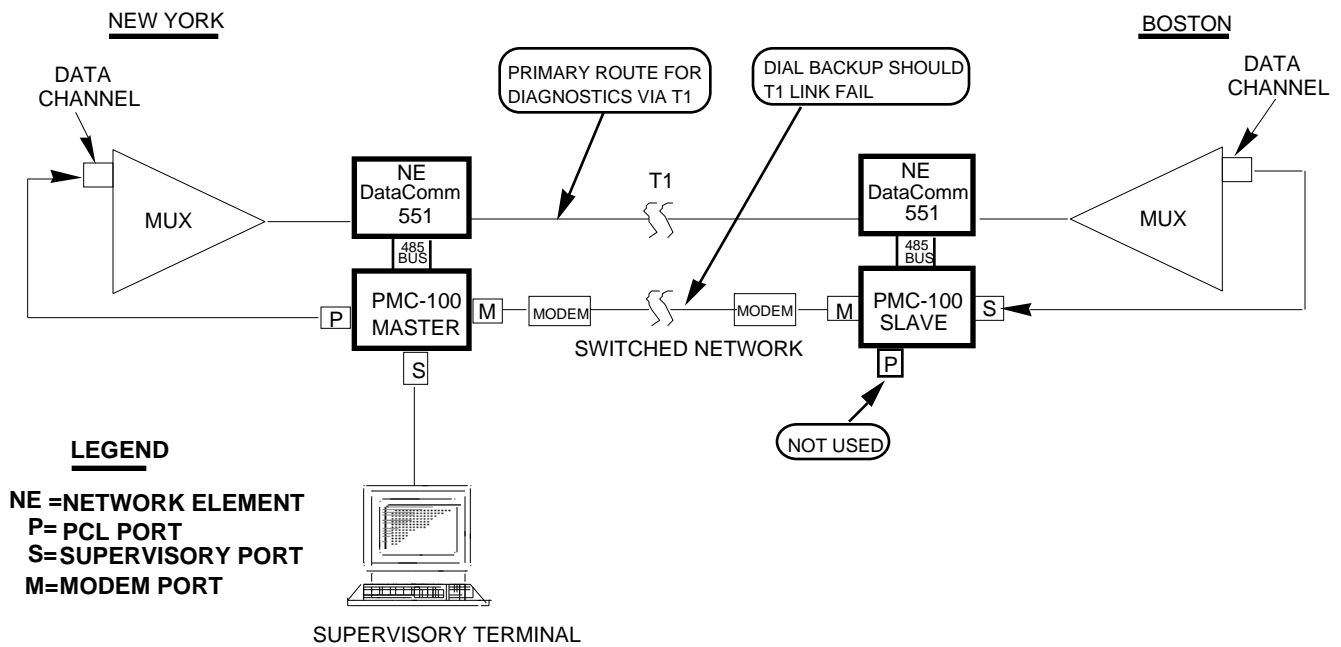 NEW YORK
BOSTON
DATA
CHANNEL
PRIMARY ROUTE FOR
DIAGNOSTICS VIA T1
DIAL BACKUP SHOULD
T1 LINK FAIL
DATA
CHANNEL
MUX
NE
DataComm
551
T1
NE
DataComm
551
MUX
485
BUS
485
BUS
P
PMC-100
MASTER
M
MODEM
MODEM
M
PMC-100
SLAVE
S
SWITCHED NETWORK
S
P
NOT USED
LEGEND
NE =NETWORK ELEMENT
P= PCL PORT
S=SUPERVISORY PORT
M=MODEM PORT
SUPERVISORY TERMINAL